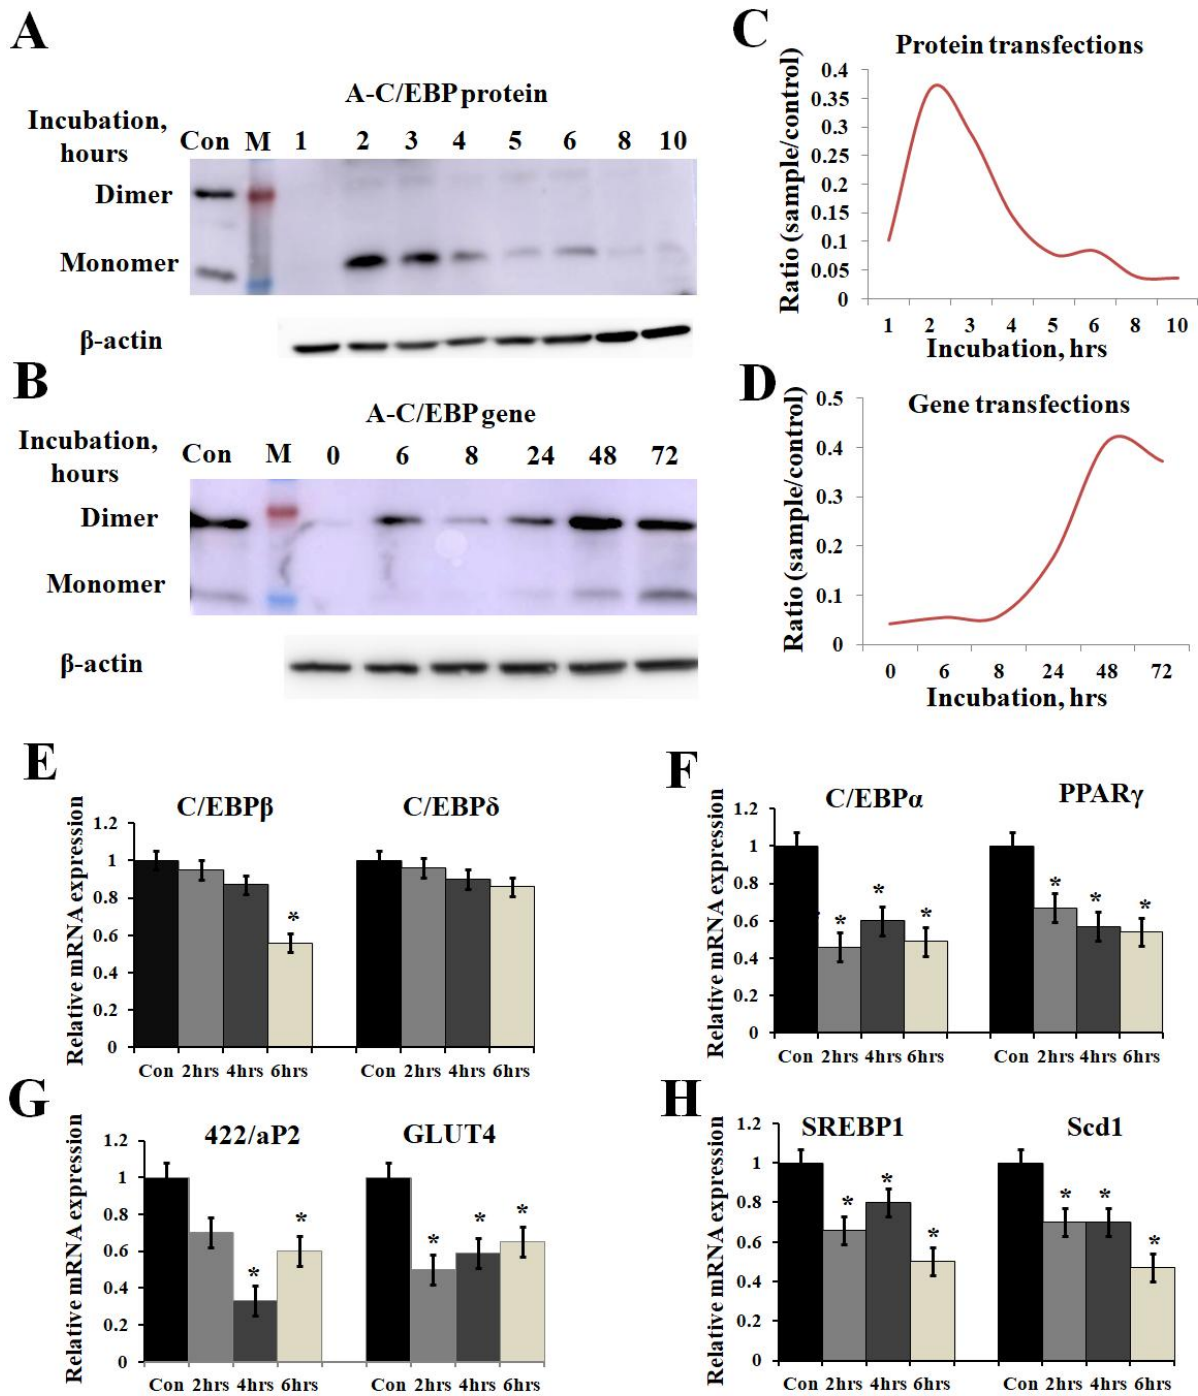 A
A-C/EBP protein
Incubation,
hours
Con M 1 2 3 4 5 6 8 10
Dimer
Monomer
β-actin
B
A-C/EBP gene
Incubation,
hours
Con M 0 6 8 24 48 72
Dimer
Monomer
β-actin
C
Protein transfections
Ratio (sample/control)
0.4
0.35
0.3
0.25
0.2
0.15
0.1
0.05
0
1 2 3 4 5 6 8 10
Incubation, hrs
D
Gene transfections
Ratio (sample/control)
0.5
0.4
0.3
0.2
0.1
0
0 6 8 24 48 72
Incubation, hrs
E
C/EBPβ C/EBPδ
Relative mRNA expression
1.2
1
0.8
0.6
0.4
0.2
0
*
Con 2hrs 4hrs 6hrs Con 2hrs 4hrs 6hrs
F
C/EBPα PPARγ
Relative mRNA expression
1.2
1
0.8
0.6
0.4
0.2
0
* * * * * *
Con 2hrs 4hrs 6hrs Con 2hrs 4hrs 6hrs
G
422/aP2 GLUT4
Relative mRNA expression
1.2
1
0.8
0.6
0.4
0.2
0
* * * * *
Con 2hrs 4hrs 6hrs Con 2hrs 4hrs 6hrs
H
SREBP1 Scd1
Relative mRNA expression
1.2
1
0.8
0.6
0.4
0.2
0
* * * * * *
Con 2hrs 4hrs 6hrs Con 2hrs 4hrs 6hrs